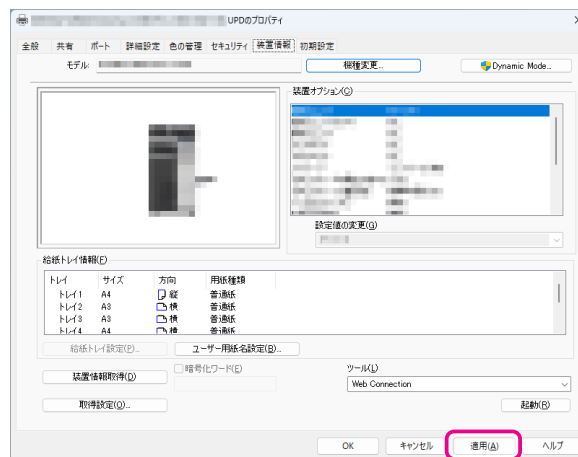 UPDのプロパティ
全般 共有 ポート 詳細設定 色の管理 セキュリティ 装置情報 初期設定
モデル: 機種変更... Dynamic Mode...
装置オプション(C)
設定値の変更(G)
給紙トレイ情報(F)
トレイ サイズ 方向 用紙種類
トレイ1 A4 縦 普通紙
トレイ2 A3 横 普通紙
トレイ3 A3 横 普通紙
トレイ4 A4 横 普通紙
給紙トレイ設定(P)... ユーザー用紙名設定(B)...
装置情報取得(D) 暗号化ワード(E) ツール(L)
Web Connection
取得設定(O)... 起動(R)
OK キャンセル 適用(A) ヘルプ